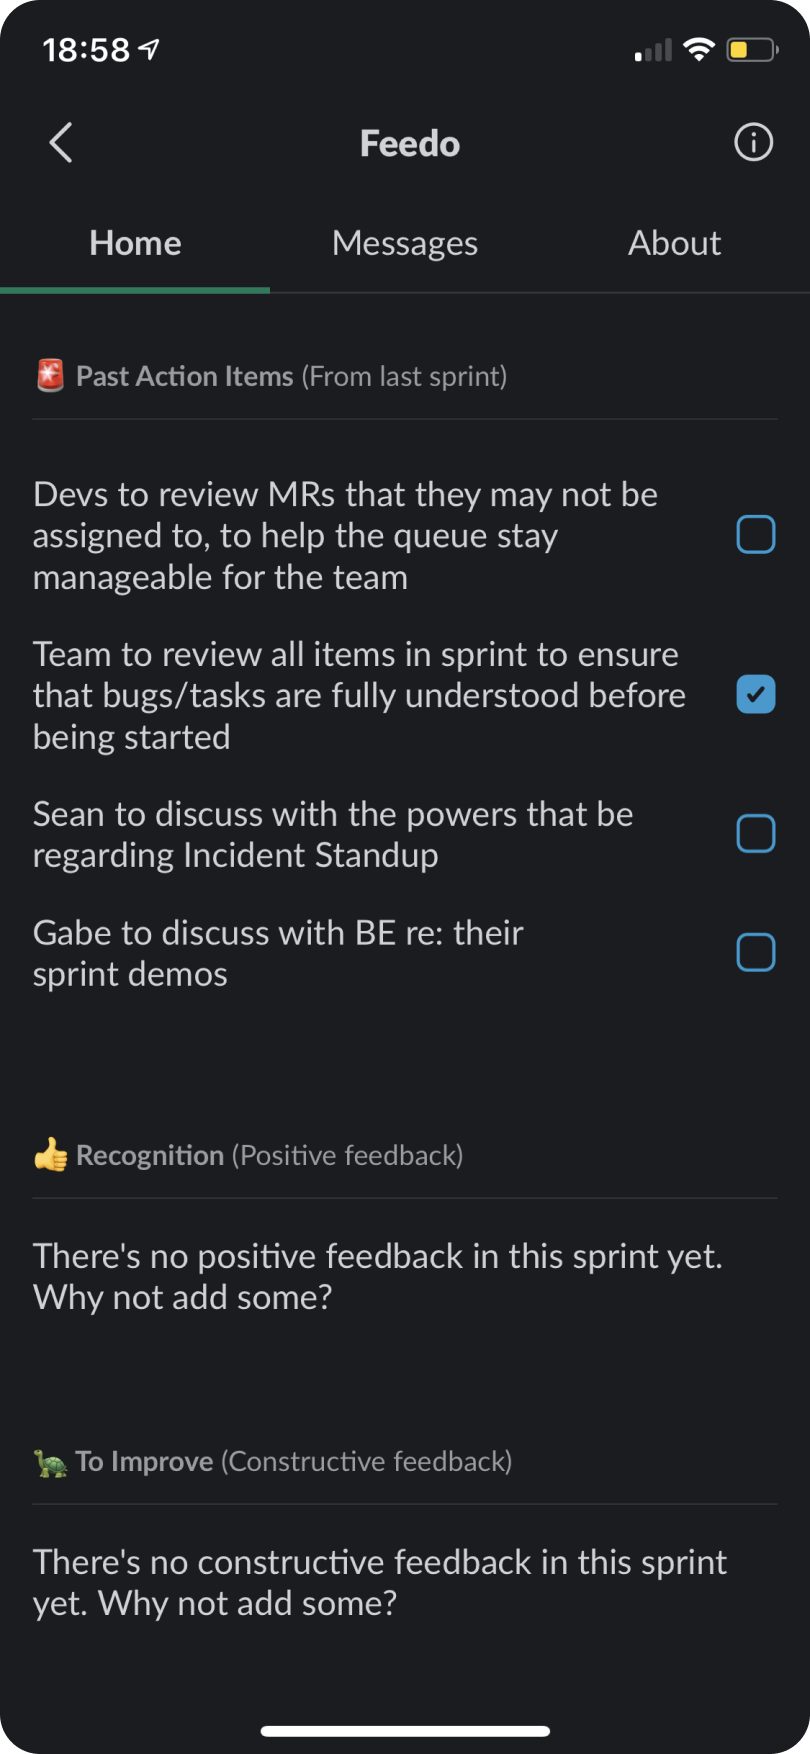 18:58
Feedo
Home Messages About
Past Action Items (From last sprint)
Devs to review MRs that they may not be
assigned to, to help the queue stay
manageable for the team
Team to review all items in sprint to ensure
that bugs/tasks are fully understood before
being started
Sean to discuss with the powers that be
regarding Incident Standup
Gabe to discuss with BE re: their
sprint demos
Recognition (Positive feedback)
There's no positive feedback in this sprint yet.
Why not add some?
To Improve (Constructive feedback)
There's no constructive feedback in this sprint
yet. Why not add some?